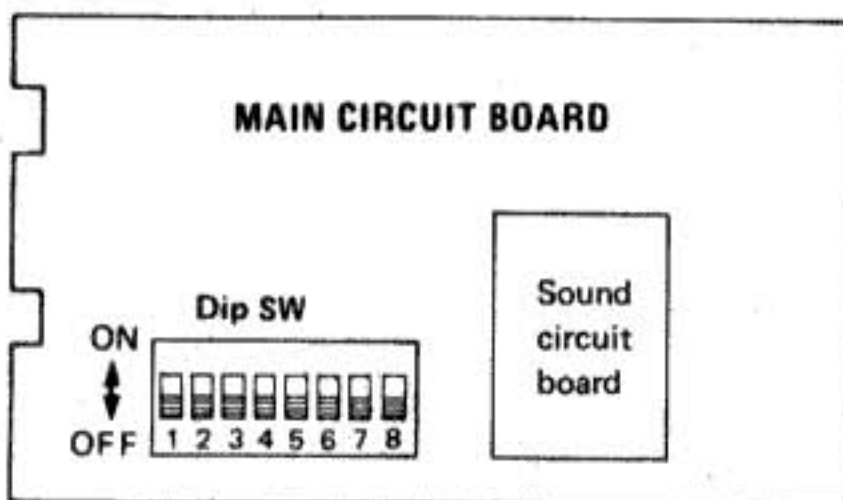 MAIN CIRCUIT BOARD
Dip SW
ON
OFF
1 2 3 4 5 6 7 8
Sound
circuit
board